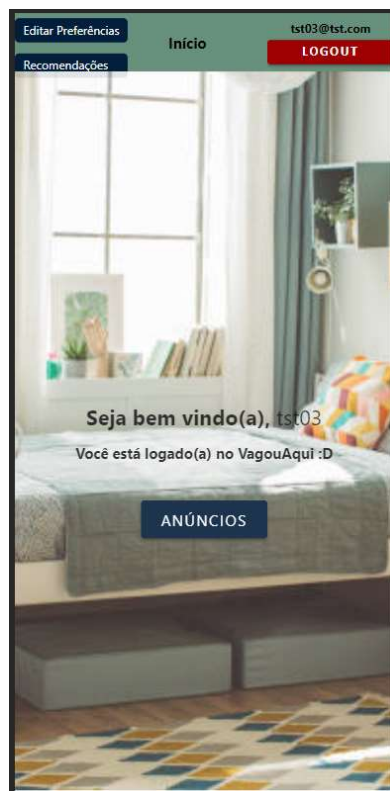 Editar Preferências
Recomendações
Início
tst03@tst.com
LOGOUT
Seja bem vindo(a), tst03
Você está logado(a) no VagouAqui :D
ANÚNCIOS